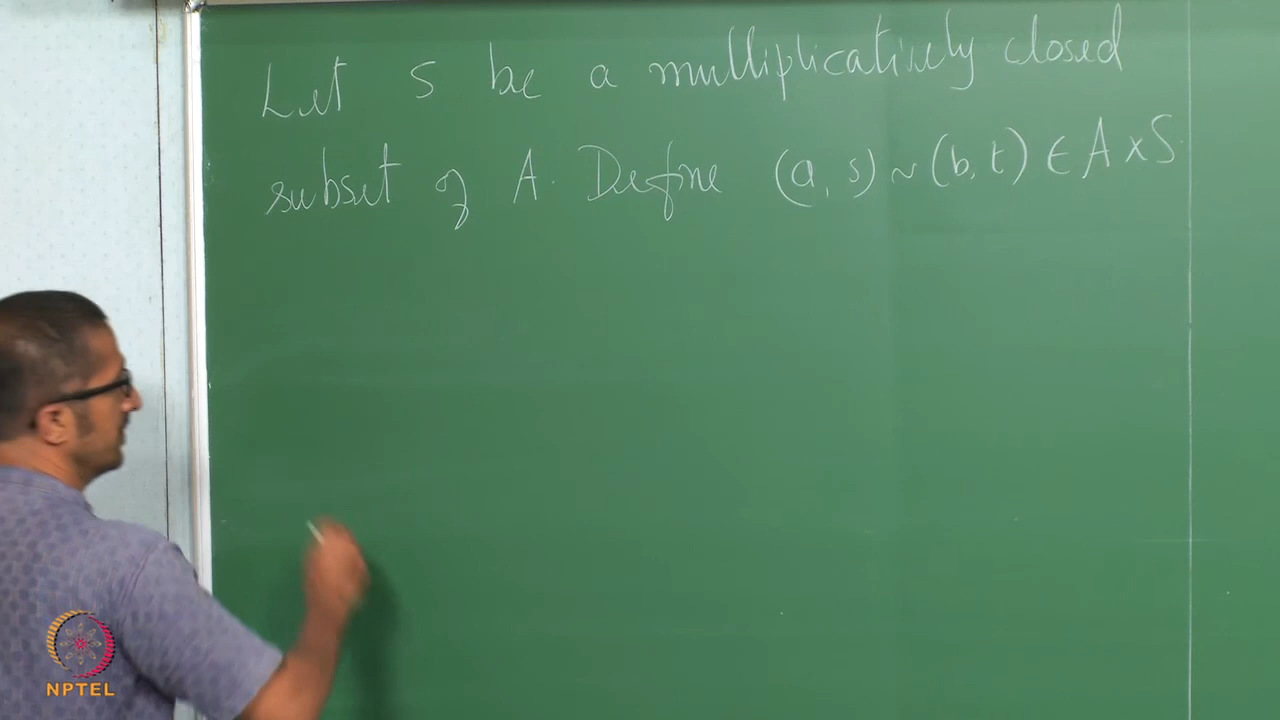 Let S be a multiplicatively closed
subset of A. Define (a, s) ~ (b, t) ∈ A × S
NPTEL